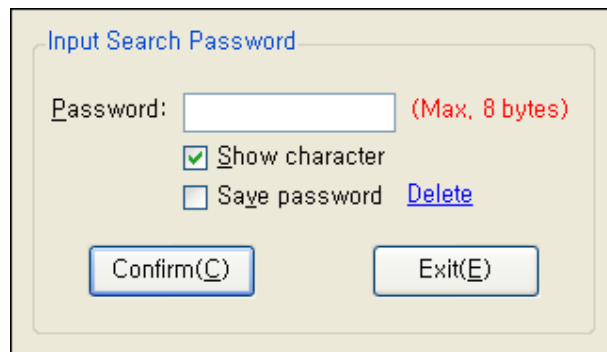 Input Search Password
Password: (Max, 8 bytes)
Show character
Save password Delete
Confirm(C) Exit(E)